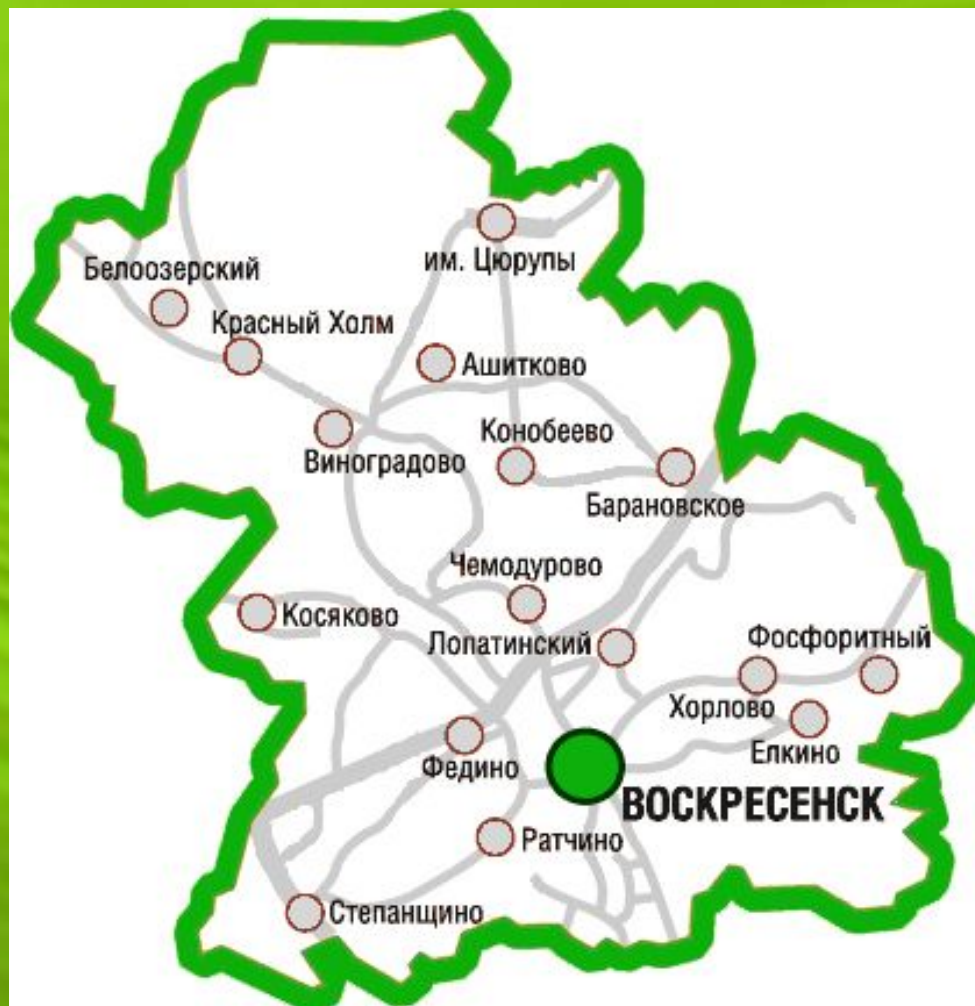 им. Цюрупы
Белоозерский
Красный Холм
Ашитково
Конобеево
Виноградово
Барановское
Чемодурово
Косяково
Лопатинский
Фосфоритный
Хорлово
Елкино
Федино
ВОСКРЕСЕНСК
Ратчино
Степанщино